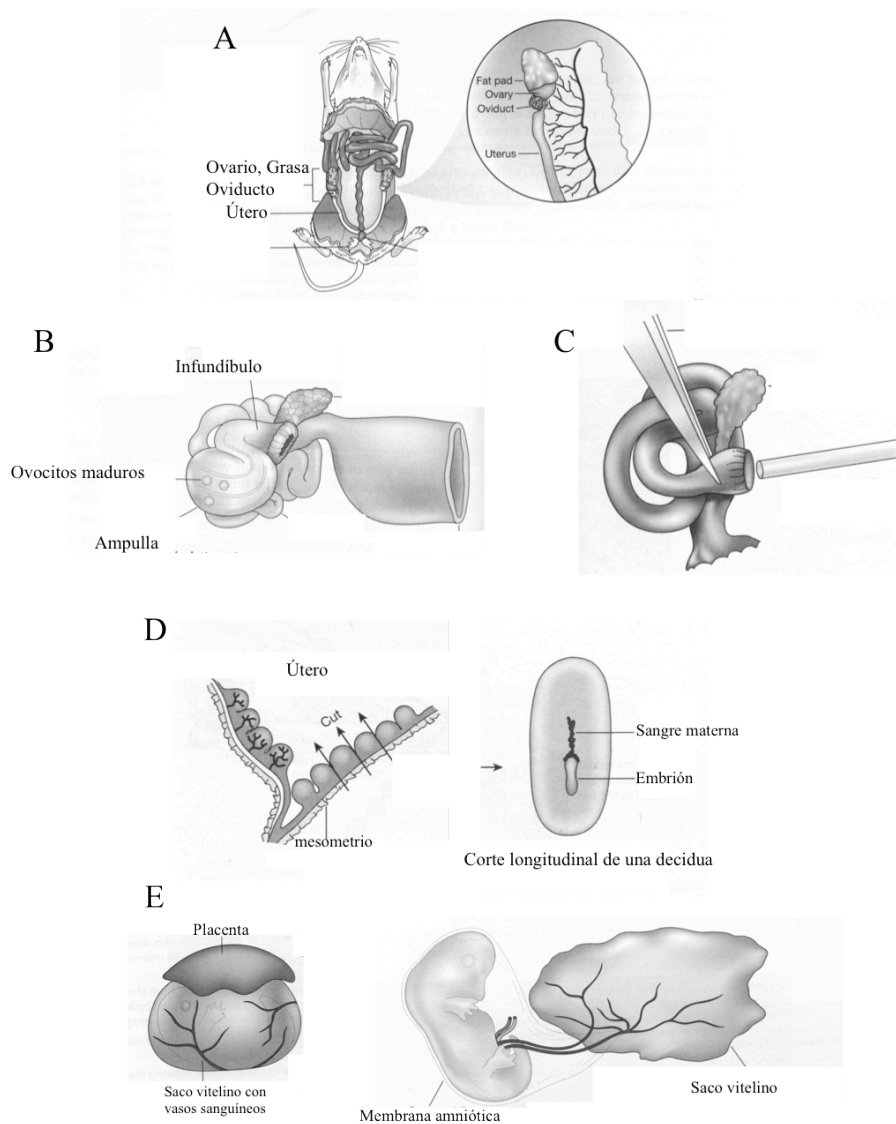 A
Fat pad
Ovary
Oviduct
Uterus
Ovario, Grasa
Oviducto
Útero
B
Infundíbulo
Ovocitos maduros
Ampulla
C
D
Útero
Cut
mesometrio
Sangre materna
Embrión
Corte longitudinal de una decidua
E
Placenta
Saco vitelino con
vasos sanguíneos
Membrana amniótica
Saco vitelino